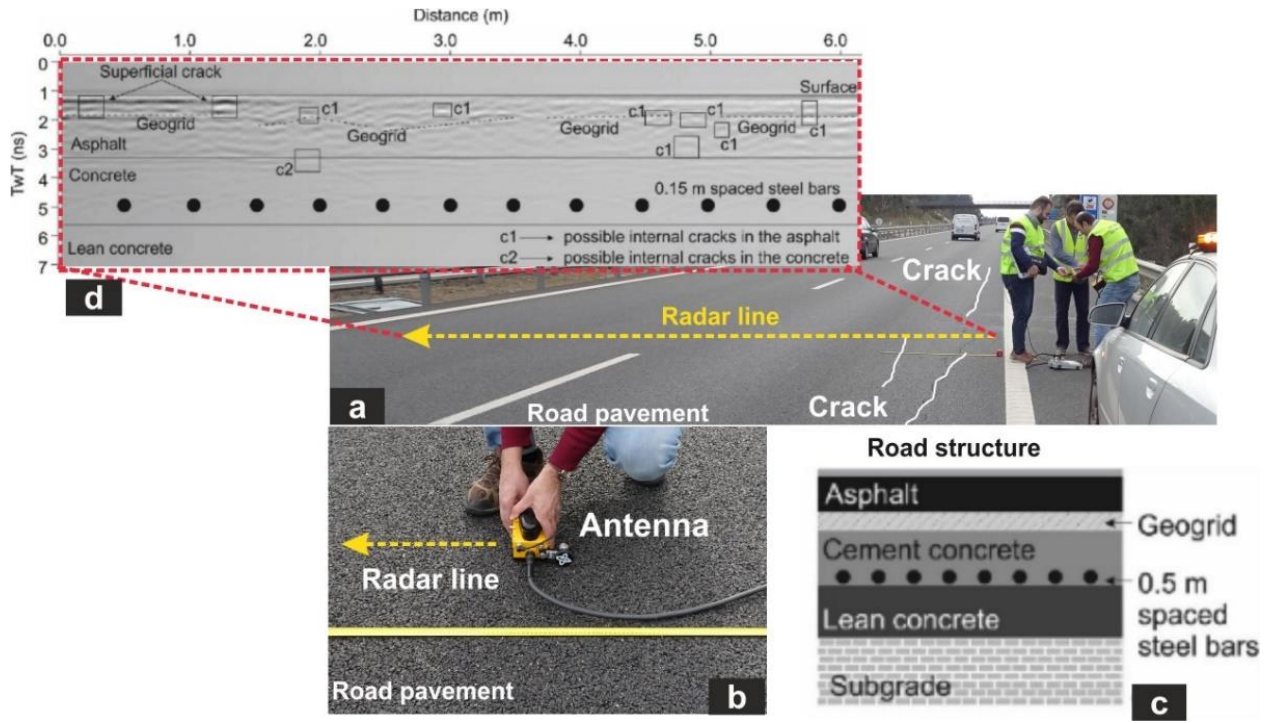 Distance (m)
0.0 1.0 2.0 3.0 4.0 5.0 6.0
TwT (ns)
0
1
2
3
4
5
6
7
Superficial crack
Surface
c1
c1
c1
c1
c1
c1
c1
Geogrid
Geogrid
Geogrid
Geogrid
Asphalt
c2
Concrete
0.15 m spaced steel bars
Lean concrete
c1 → possible internal cracks in the asphalt
c2 → possible internal cracks in the concrete
d
Crack
Radar line
Crack
a
Road pavement
Antenna
Radar line
Road pavement
b
Road structure
Asphalt
Geogrid
Cement concrete
0.5 m
spaced
steel bars
Lean concrete
Subgrade
c